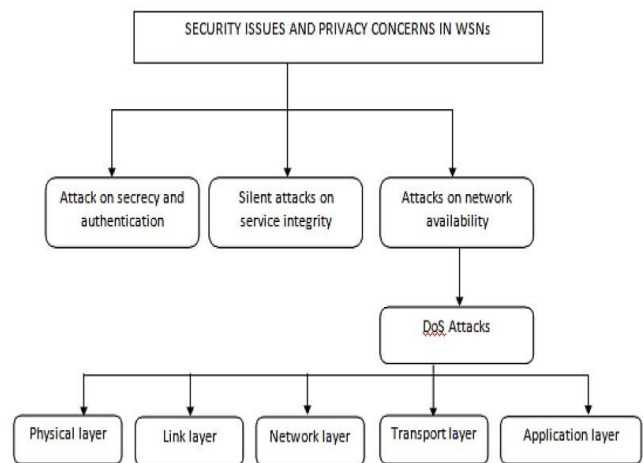 SECURITY ISSUES AND PRIVACY CONCERNS IN WSNs
Attack on secrecy and
authentication
Silent attacks on
service integrity
Attacks on network
availability
DoS Attacks
Physical layer
Link layer
Network layer
Transport layer
Application layer